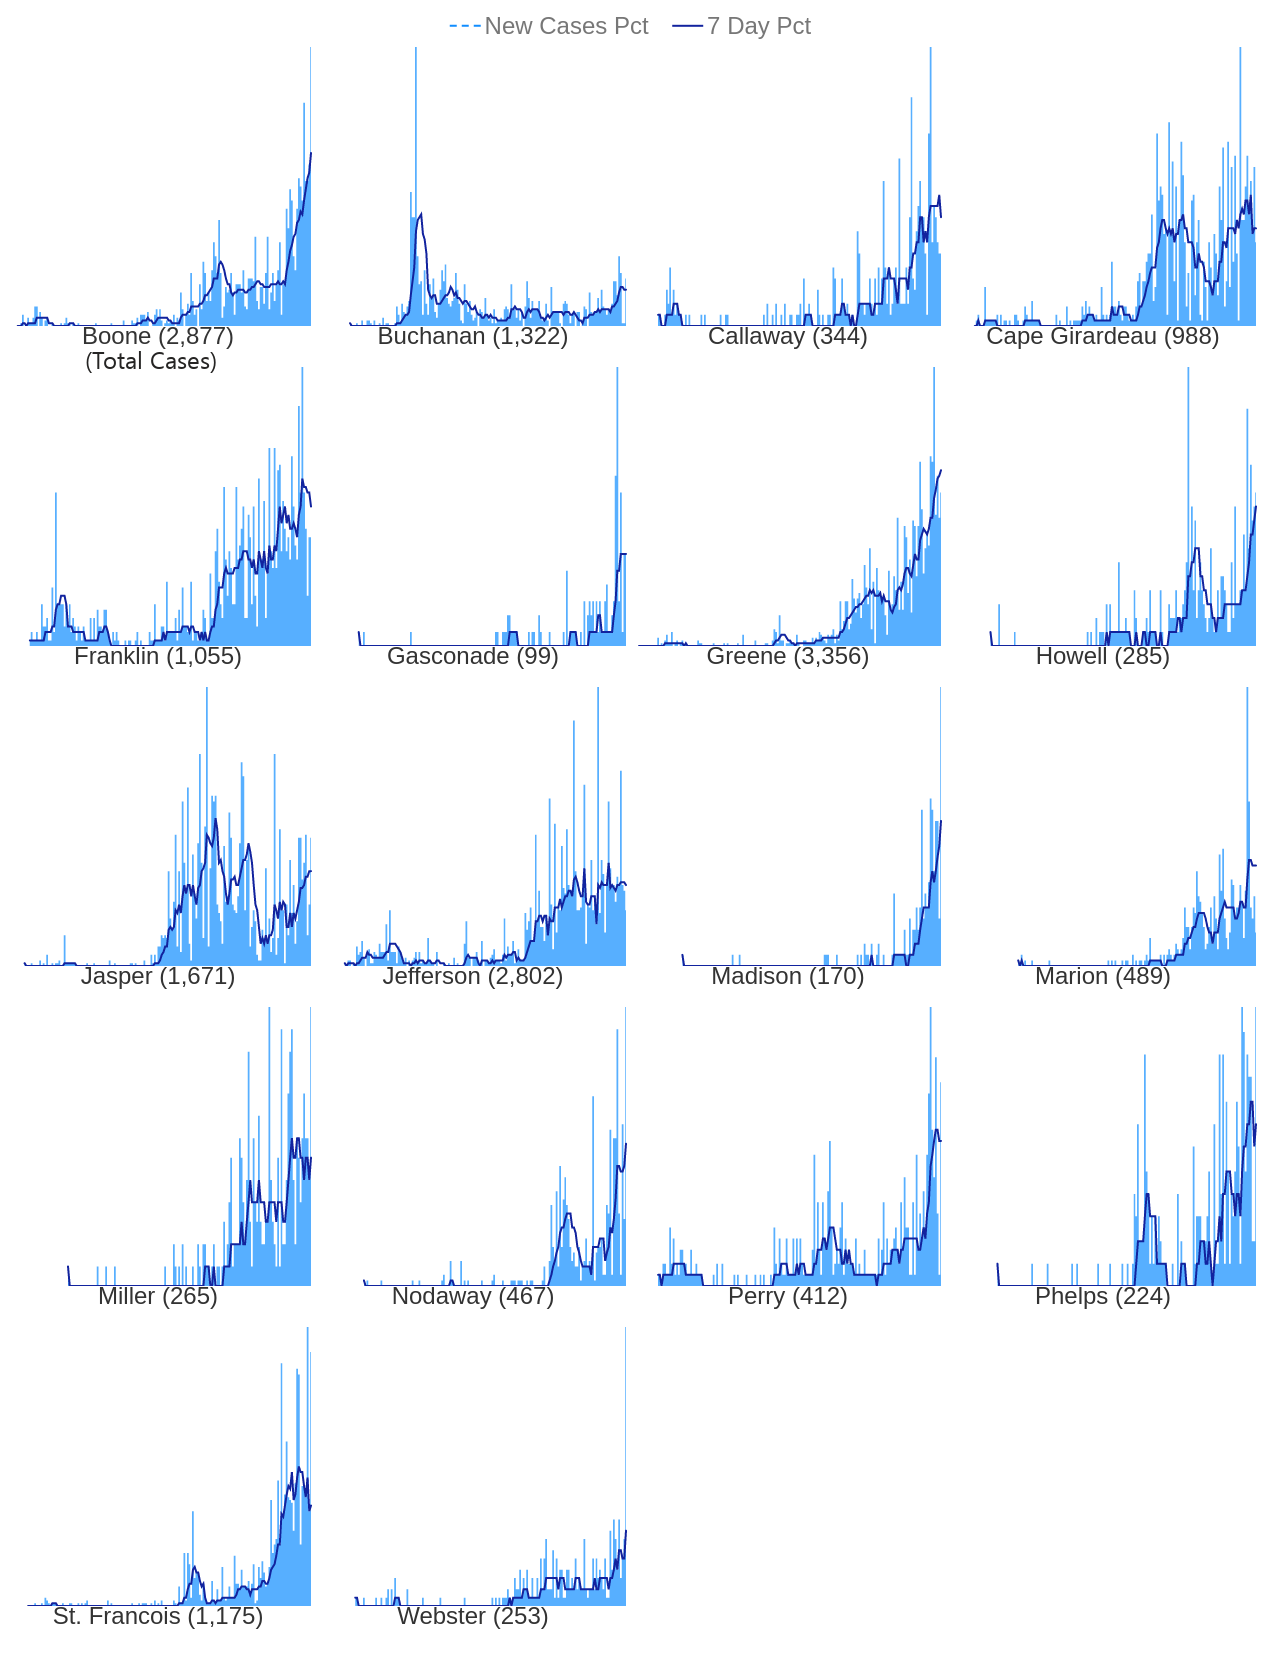 New Cases Pct 7 Day Pct
Boone (2,877) Buchanan (1,322) Callaway (344) Cape Girardeau (988)
(Total Cases)
Franklin (1,055) Gasconade (99) Greene (3,356) Howell (285)
Jasper (1,671) Jefferson (2,802) Madison (170) Marion (489)
Miller (265) Nodaway (467) Perry (412) Phelps (224)
St. Francois (1,175) Webster (253)